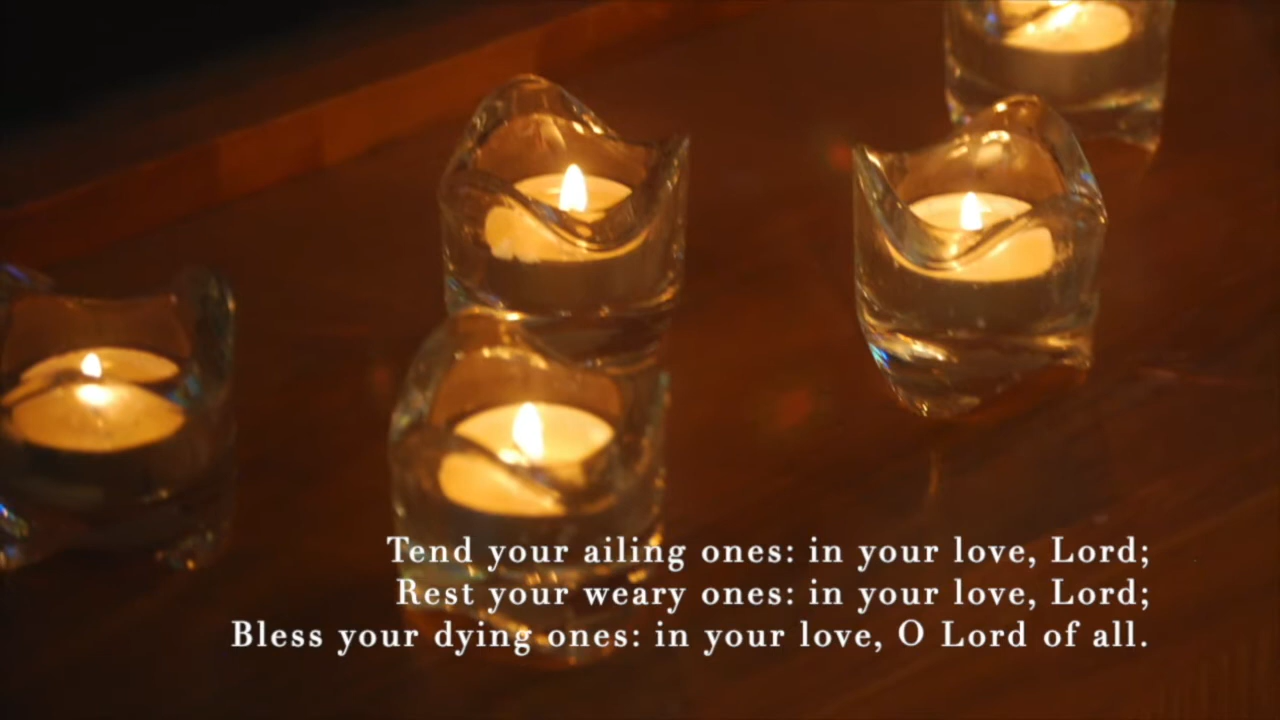 Tend your ailing ones: in your love, Lord;
Rest your weary ones: in your love, Lord;
Bless your dying ones: in your love, O Lord of all.